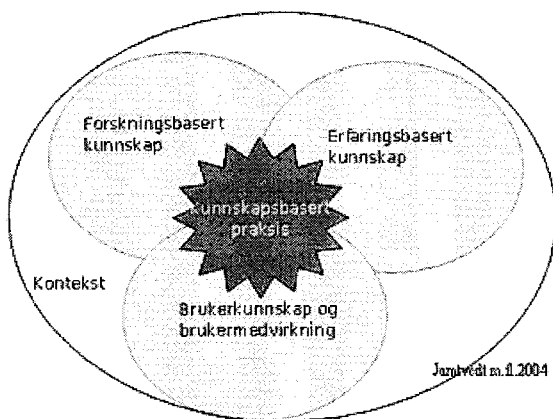 Forskningsbasert
kunnskap
Erfaringsbasert
kunnskap
kunnskapsbasert
praksis
Kontekst
Brukerkunnskap og
brukermedvirkning
Jamtvedt m.fl.2004